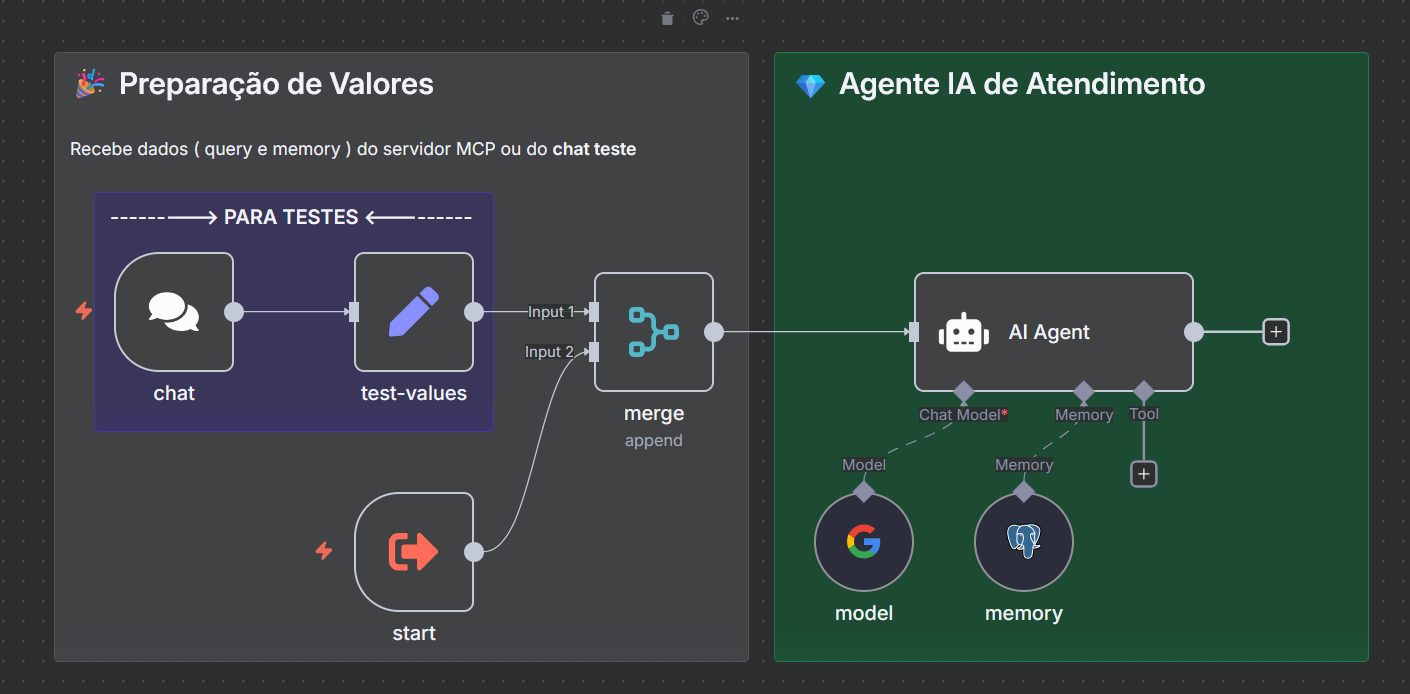 Preparação de Valores
Recebe dados ( query e memory ) do servidor MCP ou do chat teste
PARA TESTES
chat
test-values
Input 1
Input 2
merge
append
start
Agente IA de Atendimento
AI Agent
Chat Model*
Memory
Tool
Model
Memory
model
memory